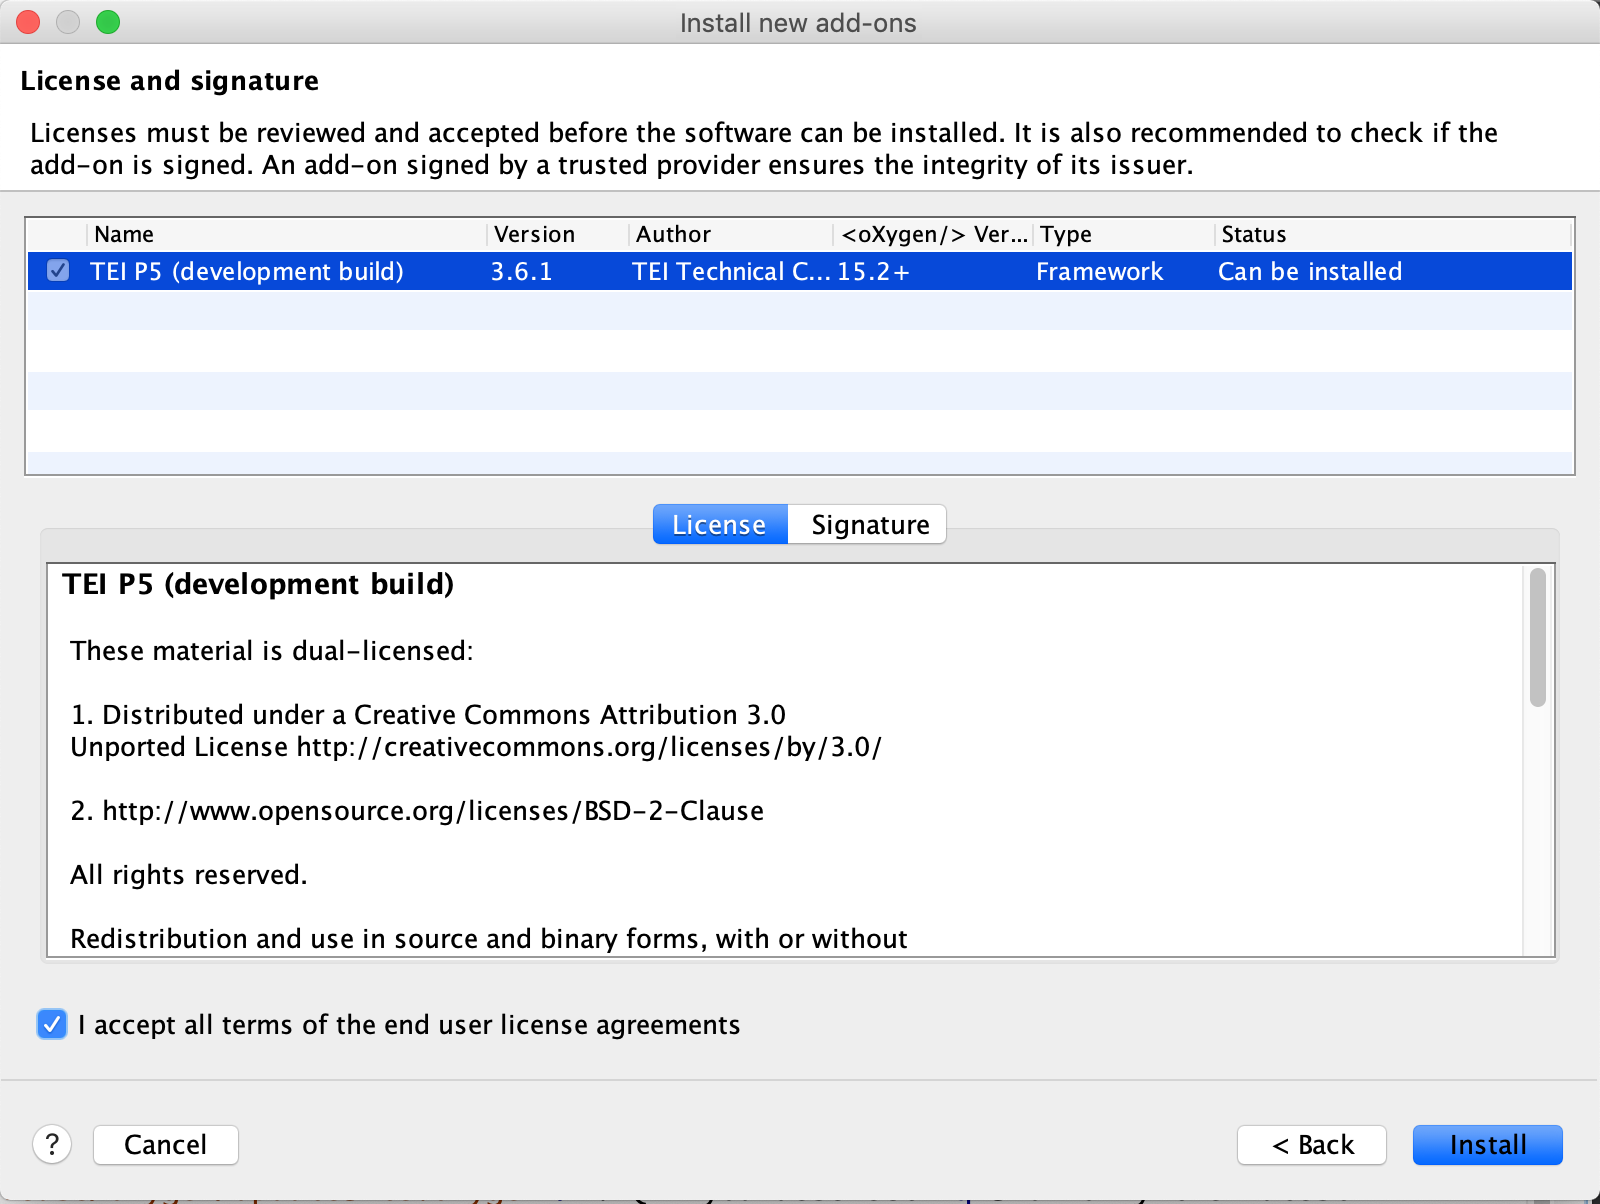 Install new add-ons
License and signature
Licenses must be reviewed and accepted before the software can be installed. It is also recommended to check if the
add-on is signed. An add-on signed by a trusted provider ensures the integrity of its issuer.
Name Version Author <oXygen/> Ver... Type Status
TEI P5 (development build) 3.6.1 TEI Technical C... 15.2+ Framework Can be installed
License Signature
TEI P5 (development build)
These material is dual-licensed:
1. Distributed under a Creative Commons Attribution 3.0
Unported License http://creativecommons.org/licenses/by/3.0/
2. http://www.opensource.org/licenses/BSD-2-Clause
All rights reserved.
Redistribution and use in source and binary forms, with or without
I accept all terms of the end user license agreements
? Cancel < Back Install